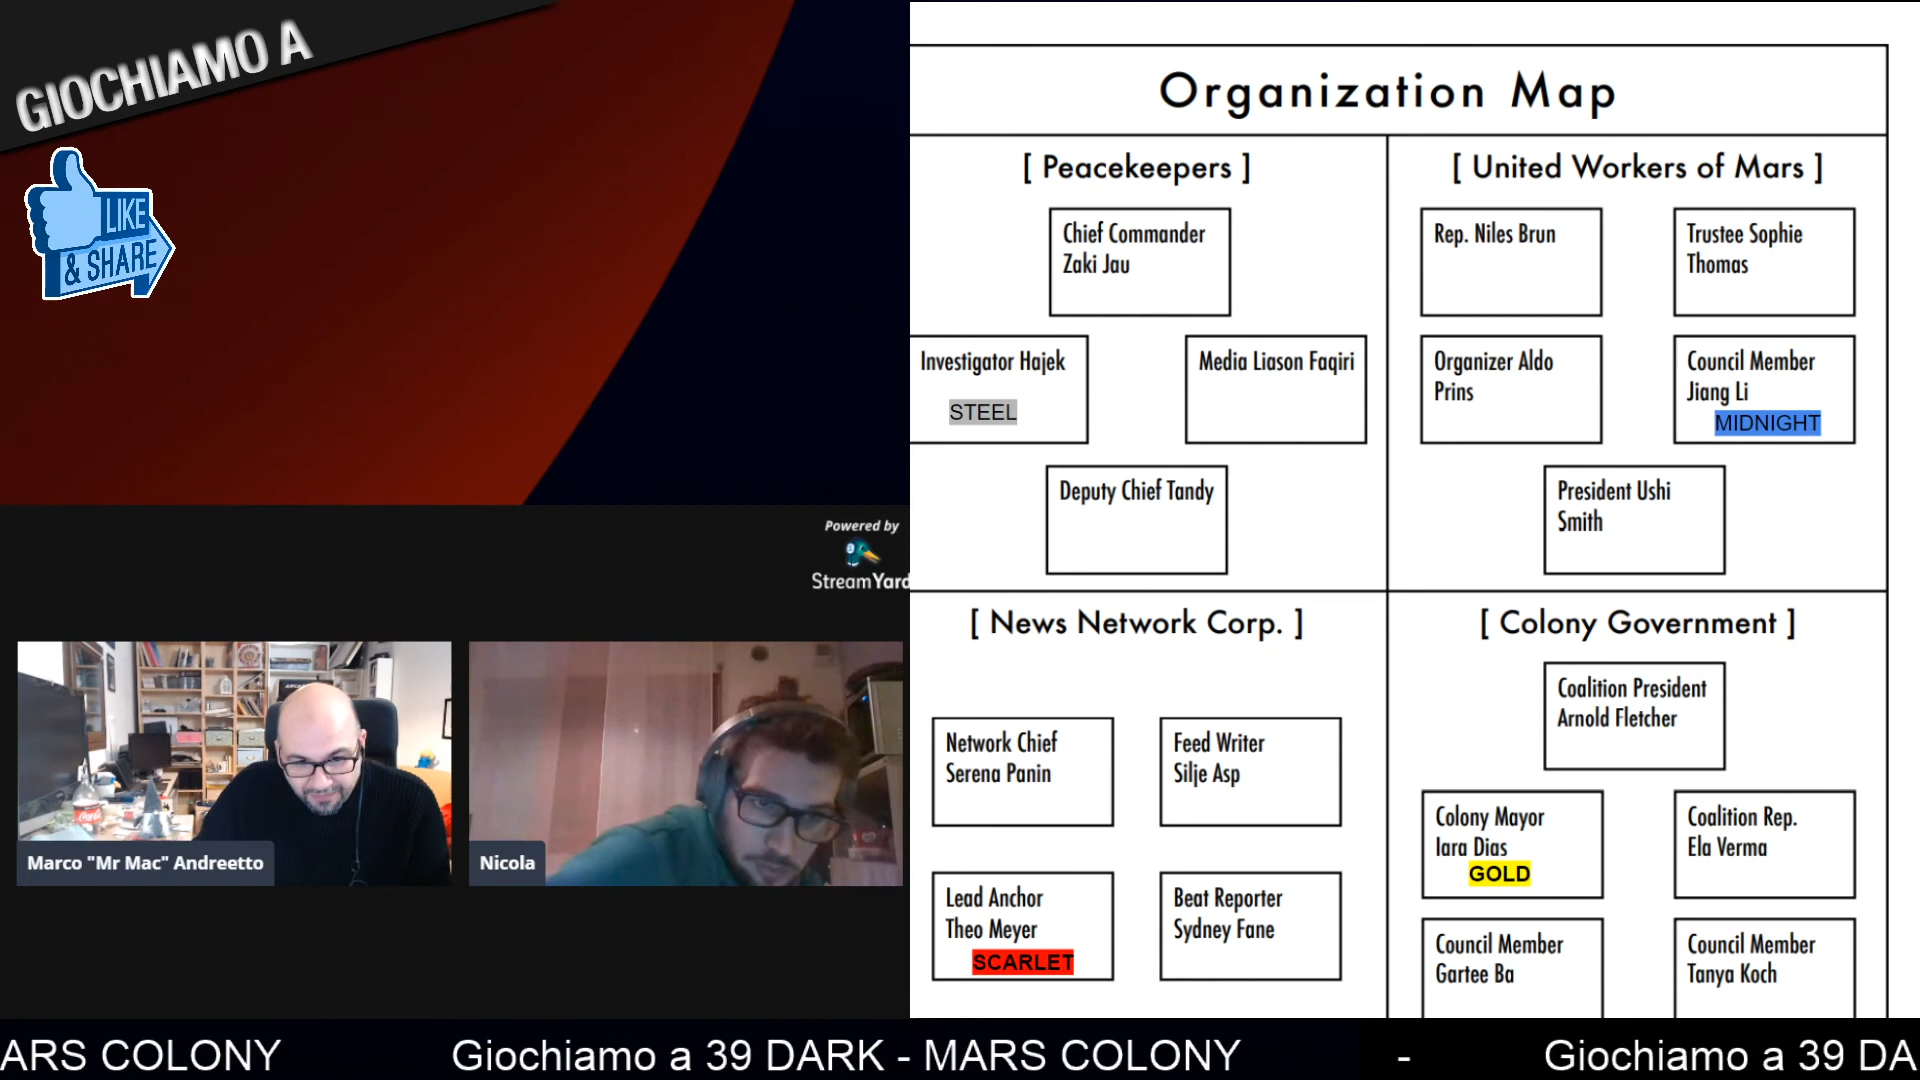 GIOCHIAMO A
LIKE
& SHARE
Powered by
StreamYard
Marco "Mr Mac" Andreetto
Nicola
Organization Map
[ Peacekeepers ]
Chief Commander
Zaki Jau
Investigator Hajek
STEEL
Media Liason Faqiri
Deputy Chief Tandy
[ United Workers of Mars ]
Rep. Niles Brun
Trustee Sophie
Thomas
Organizer Aldo
Prins
Council Member
Jiang Li
MIDNIGHT
President Ushi
Smith
[ News Network Corp. ]
Network Chief
Serena Panin
Feed Writer
Silje Asp
Lead Anchor
Theo Meyer
SCARLET
Beat Reporter
Sydney Fane
[ Colony Government ]
Coalition President
Arnold Fletcher
Colony Mayor
Iara Dias
GOLD
Coalition Rep.
Ela Verma
Council Member
Gartee Ba
Council Member
Tanya Koch
ARS COLONY Giochiamo a 39 DARK - MARS COLONY - Giochiamo a 39 DA